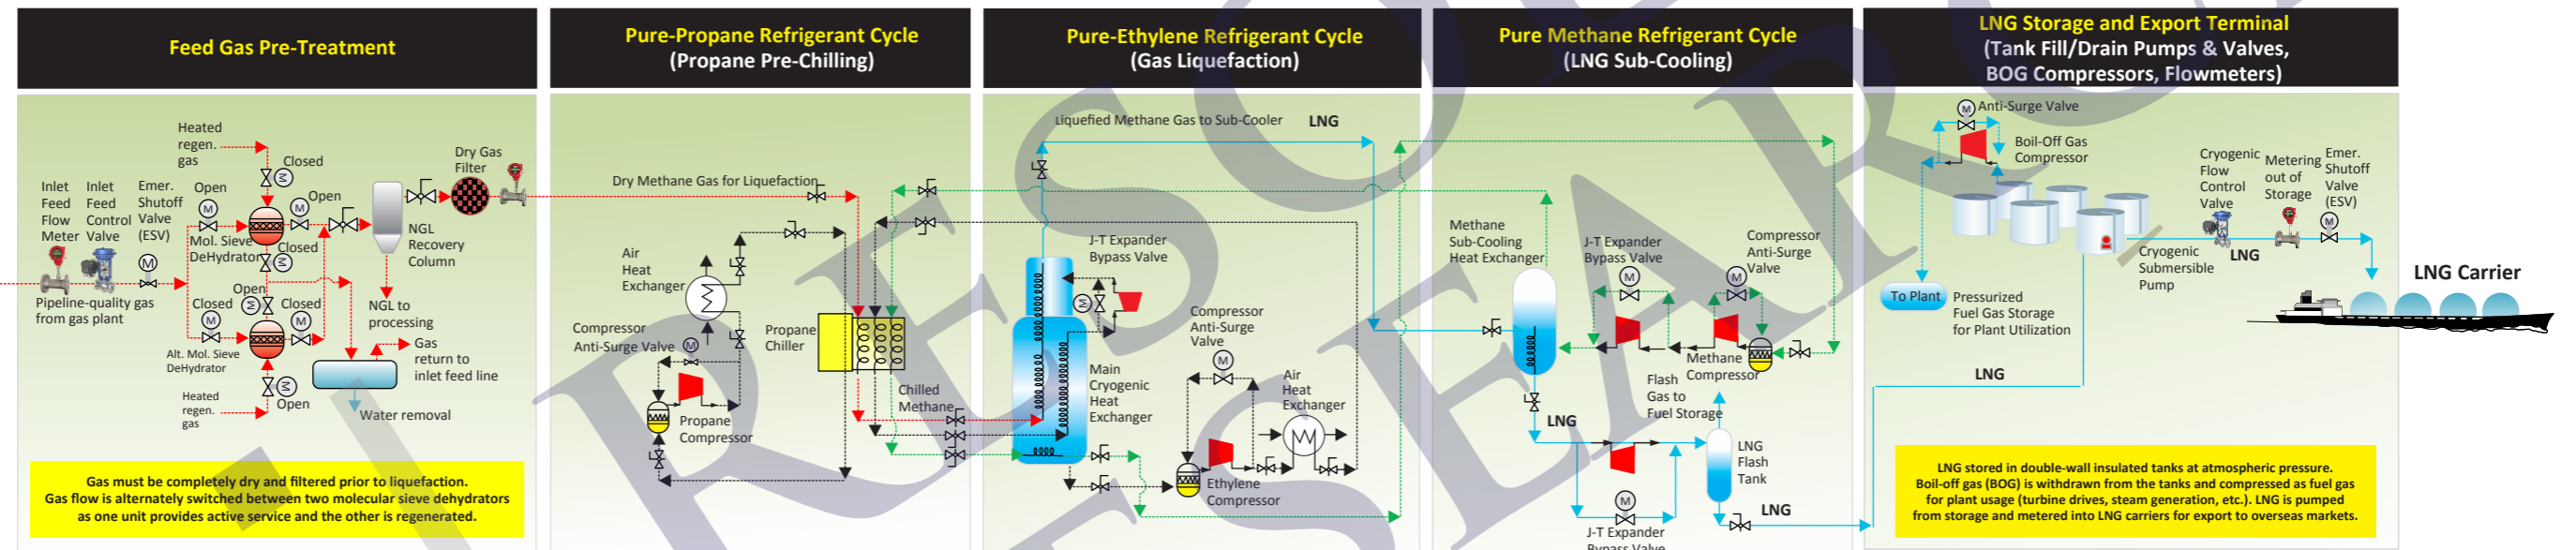 Feed Gas Pre-Treatment
Pure-Propane Refrigerant Cycle
(Propane Pre-Chilling)
Pure-Ethylene Refrigerant Cycle
(Gas Liquefaction)
Pure Methane Refrigerant Cycle
(LNG Sub-Cooling)
LNG Storage and Export Terminal
(Tank Fill/Drain Pumps & Valves,
BOG Compressors, Flowmeters)
Heated
regen.
gas
Closed
M
Open
M
Open
M
Inlet
Feed
Flow
Meter
Inlet
Feed
Control
Valve
Emer.
Shutoff
Valve
(ESV)
M
Mol. Sieve
DeHydrator
Closed
M
Dry Gas
Filter
NGL
Recovery
Column
Pipeline-quality gas
from gas plant
Open
M
Closed
M
Closed
M
NGL to
processing
Alt. Mol. Sieve
DeHydrator
Gas
return to
inlet feed line
Heated
regen.
gas
M
Open
Water removal
Gas must be completely dry and filtered prior to liquefaction.
Gas flow is alternately switched between two molecular sieve dehydrators
as one unit provides active service and the other is regenerated.
Dry Methane Gas for Liquefaction
Air
Heat
Exchanger
Compressor
Anti-Surge Valve
M
Propane
Chiller
Propane
Compressor
Chilled
Methane
Liquefied Methane Gas to Sub-Cooler
LNG
J-T Expander
Bypass Valve
M
Main
Cryogenic
Heat
Exchanger
Compressor
Anti-Surge
Valve
M
Air
Heat
Exchanger
Ethylene
Compressor
Methane
Sub-Cooling
Heat Exchanger
J-T Expander
Bypass Valve
M
Compressor
Anti-Surge
Valve
M
Methane
Compressor
Flash
Gas to
Fuel Storage
LNG
LNG
Flash
Tank
M
J-T Expander
Bypass Valve
LNG
M
Anti-Surge Valve
Boil-Off Gas
Compressor
To Plant
Pressurized
Fuel Gas Storage
for Plant Utilization
Cryogenic
Flow
Control
Valve
Metering
out of
Storage
Emer.
Shutoff
Valve
(ESV)
M
LNG
Cryogenic
Submersible
Pump
LNG Carrier
LNG
LNG stored in double-wall insulated tanks at atmospheric pressure.
Boil-off gas (BOG) is withdrawn from the tanks and compressed as fuel gas
for plant usage (turbine drives, steam generation, etc.). LNG is pumped
from storage and metered into LNG carriers for export to overseas markets.